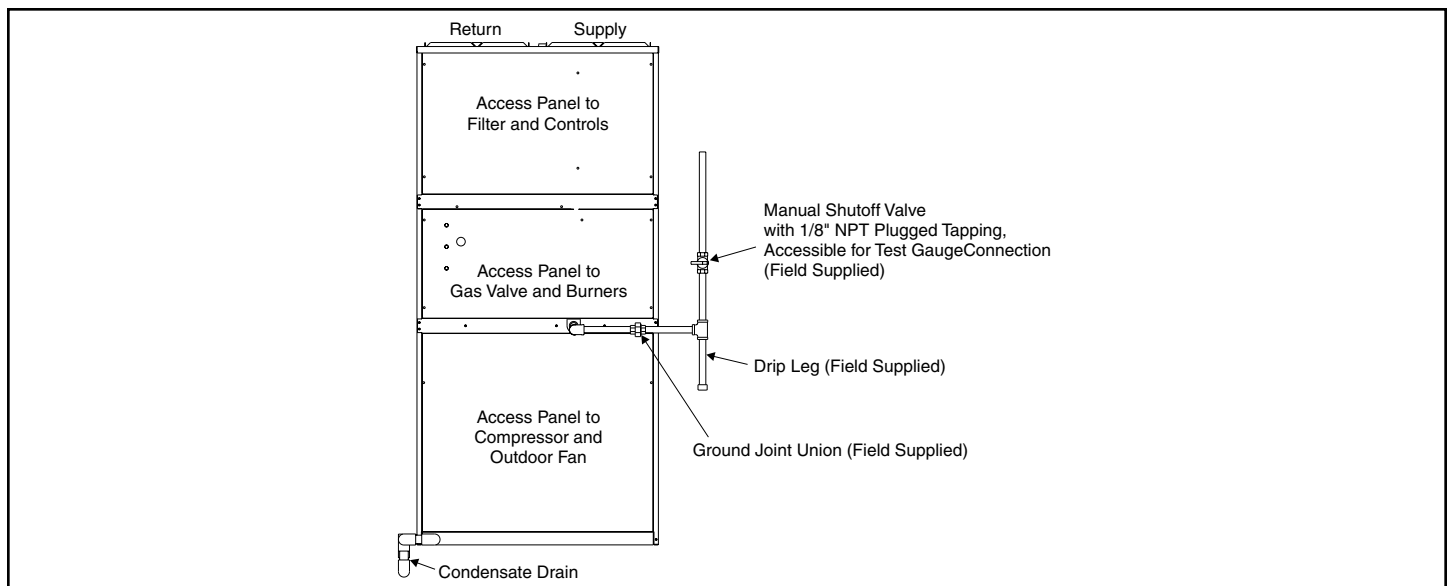 Return
Supply
Access Panel to
Filter and Controls
Manual Shutoff Valve
with 1/8" NPT Plugged Tapping,
Accessible for Test GaugeConnection
(Field Supplied)
Access Panel to
Gas Valve and Burners
Drip Leg (Field Supplied)
Access Panel to
Compressor and
Outdoor Fan
Ground Joint Union (Field Supplied)
Condensate Drain